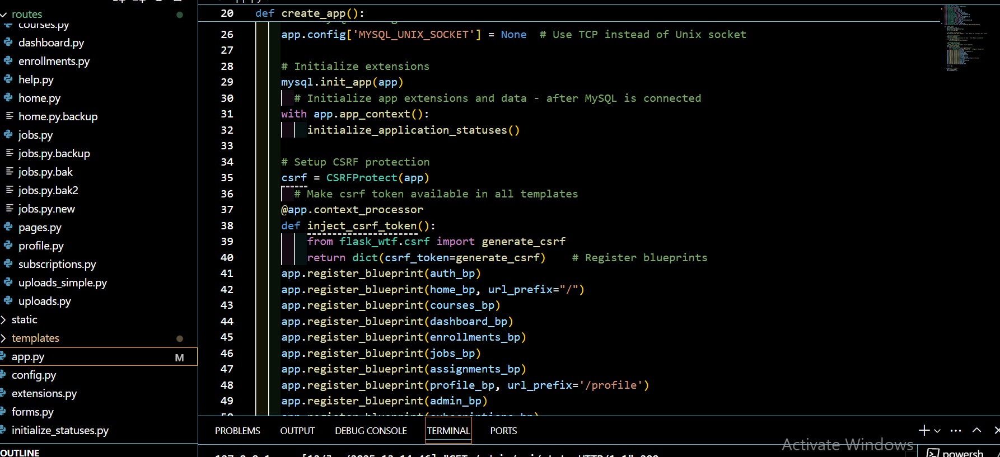 routes
courses.py
dashboard.py
enrollments.py
help.py
home.py
home.py.backup
jobs.py
jobs.py.backup
jobs.py.bak
jobs.py.bak2
jobs.py.new
pages.py
profile.py
subscriptions.py
uploads_simple.py
uploads.py
static
templates
app.py M
config.py
extensions.py
forms.py
initialize_statuses.py
OUTLINE
20 def create_app():
26 app.config['MYSQL_UNIX_SOCKET'] = None  # Use TCP instead of Unix socket
27
28 # Initialize extensions
29 mysql.init_app(app)
30 # Initialize app extensions and data - after MySQL is connected
31 with app.app_context():
32 initialize_application_statuses()
33
34 # Setup CSRF protection
35 csrf = CSRFProtect(app)
36 # Make csrf token available in all templates
37 @app.context_processor
38 def inject_csrf_token():
39 from flask_wtf.csrf import generate_csrf
40 return dict(csrf_token=generate_csrf)    # Register blueprints
41 app.register_blueprint(auth_bp)
42 app.register_blueprint(home_bp, url_prefix="/")
43 app.register_blueprint(courses_bp)
44 app.register_blueprint(dashboard_bp)
45 app.register_blueprint(enrollments_bp)
46 app.register_blueprint(jobs_bp)
47 app.register_blueprint(assignments_bp)
48 app.register_blueprint(profile_bp, url_prefix='/profile')
49 app.register_blueprint(admin_bp)
PROBLEMS OUTPUT DEBUG CONSOLE TERMINAL PORTS
Activate Windows
powersh